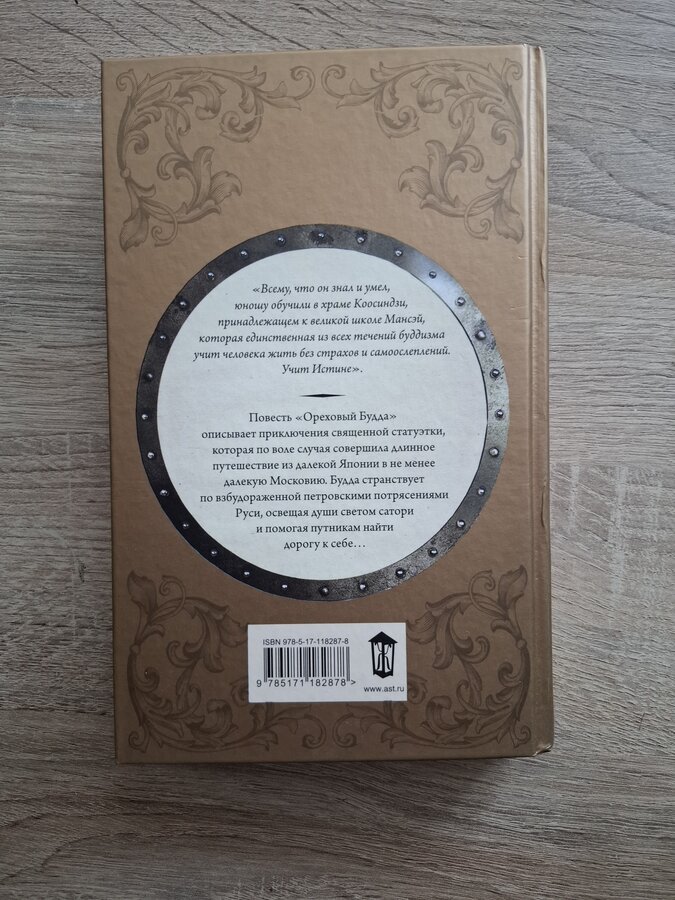 «Всему, что он знал и умел,
юношу обучили в храме Коосиндзи,
принадлежащем к великой школе Мансэй,
которая единственная из всех течений буддизма
учит человека жить без страхов и самоослеплений.
Учит Истине».
Повесть «Ореховый Будда»
описывает приключения священной статуэтки,
которая по воле случая совершила длинное
путешествие из далекой Японии в не менее
далекую Московию. Будда странствует
по взбудораженной петровскими потрясениями
Руси, освещая души светом сатори
и помогая путникам найти
дорогу к себе…
ISBN 978-5-17-118287-8
9 785171 182878 >
Ж
www.ast.ru